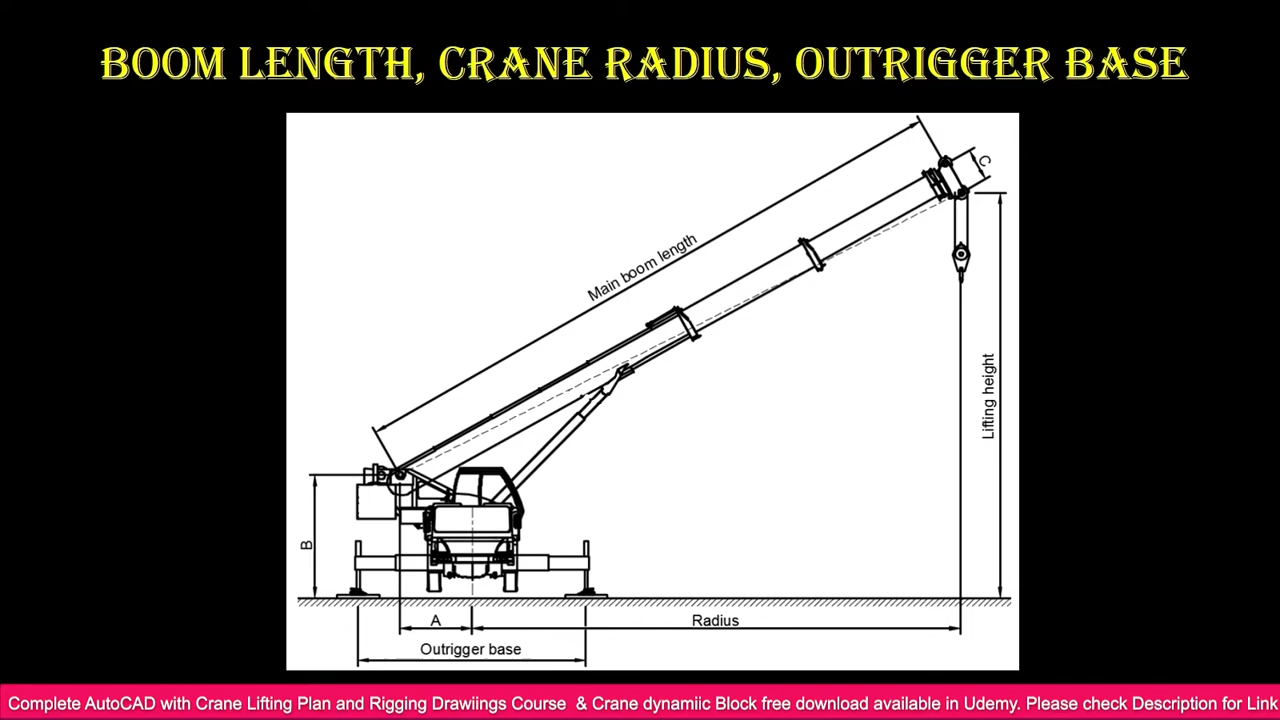 BOOM LENGTH, CRANE RADIUS, OUTRIGGER BASE
C
Main boom length
Lifting height
B
A
Radius
Outrigger base
Complete AutoCAD with Crane Lifting Plan and Rigging Drawiings Course & Crane dynamiic Block free download available in Udemy. Please check Description for Link